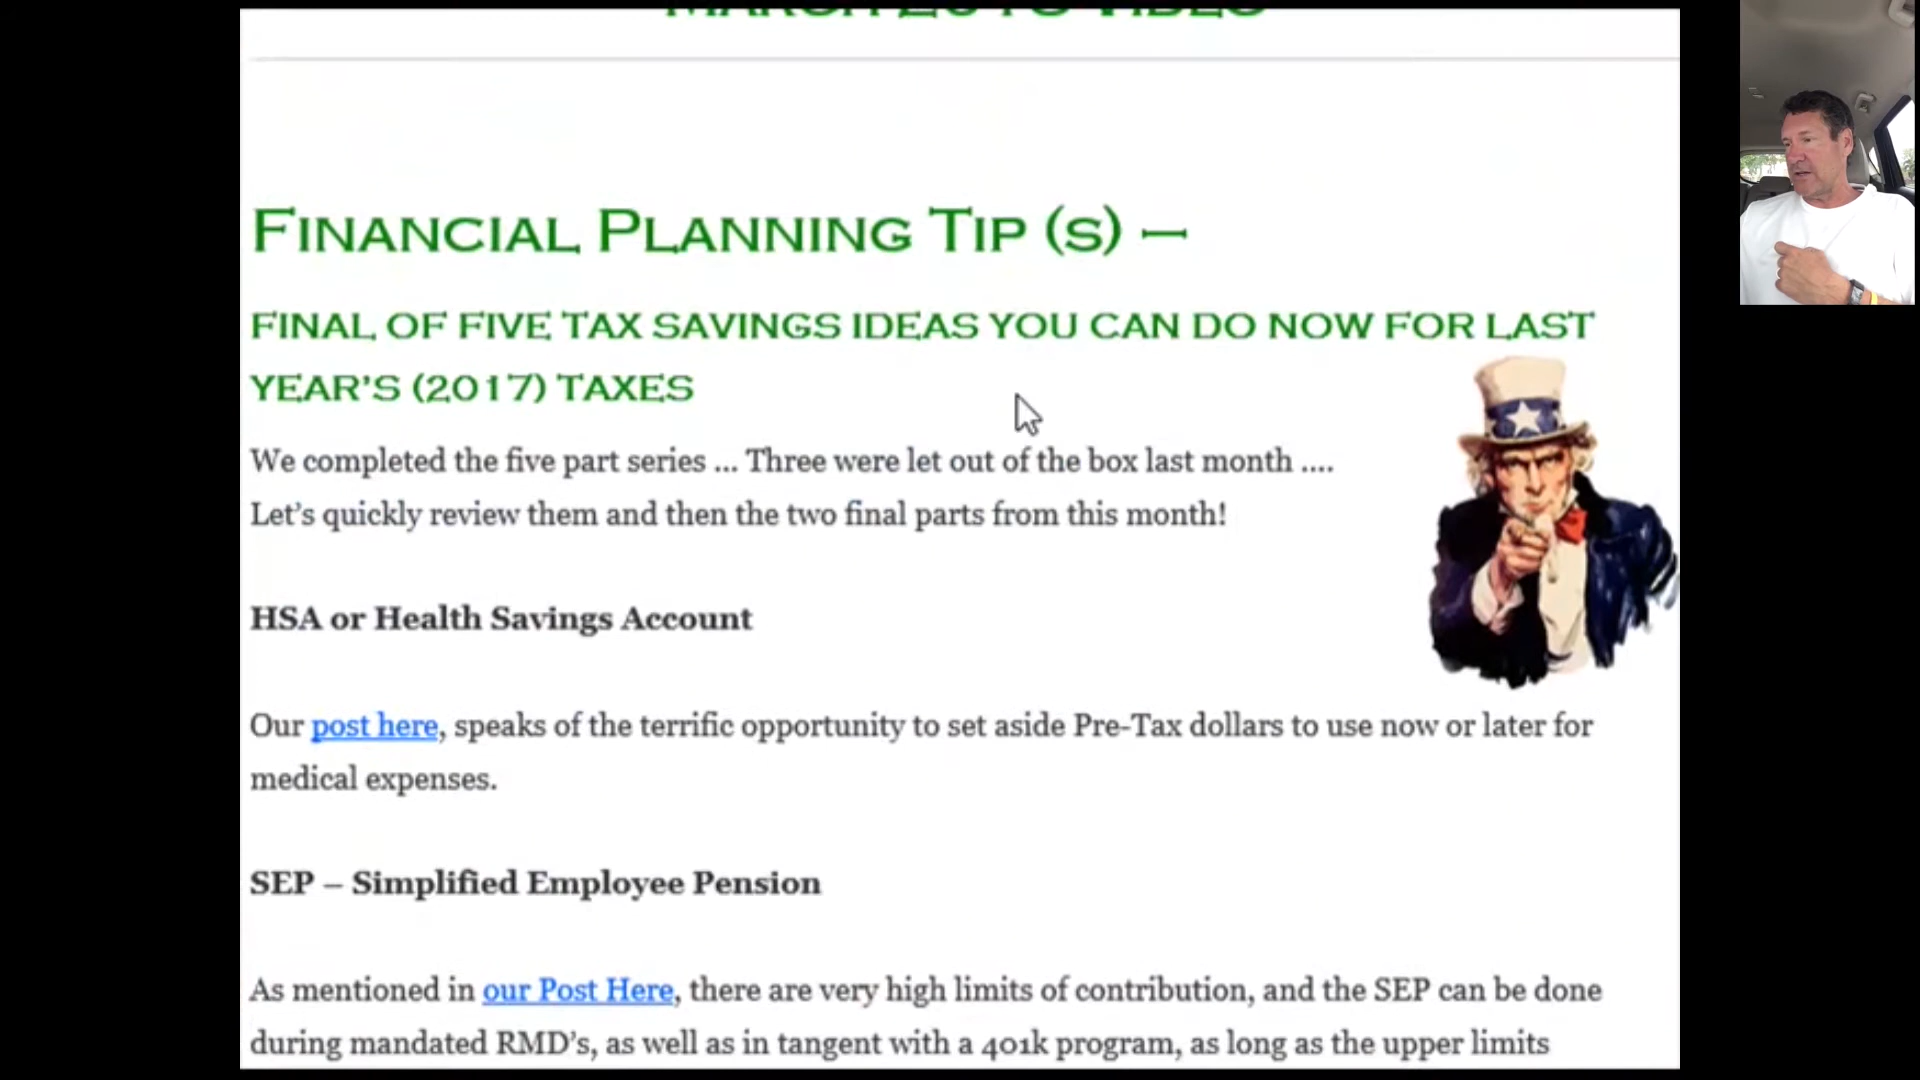 MARCH 2018 VIDEO
FINANCIAL PLANNING TIP (S) –
FINAL OF FIVE TAX SAVINGS IDEAS YOU CAN DO NOW FOR LAST
YEAR'S (2017) TAXES
We completed the five part series ... Three were let out of the box last month ....
Let's quickly review them and then the two final parts from this month!
HSA or Health Savings Account
Our post here, speaks of the terrific opportunity to set aside Pre-Tax dollars to use now or later for
medical expenses.
SEP – Simplified Employee Pension
As mentioned in our Post Here, there are very high limits of contribution, and the SEP can be done
during mandated RMD's, as well as in tangent with a 401k program, as long as the upper limits